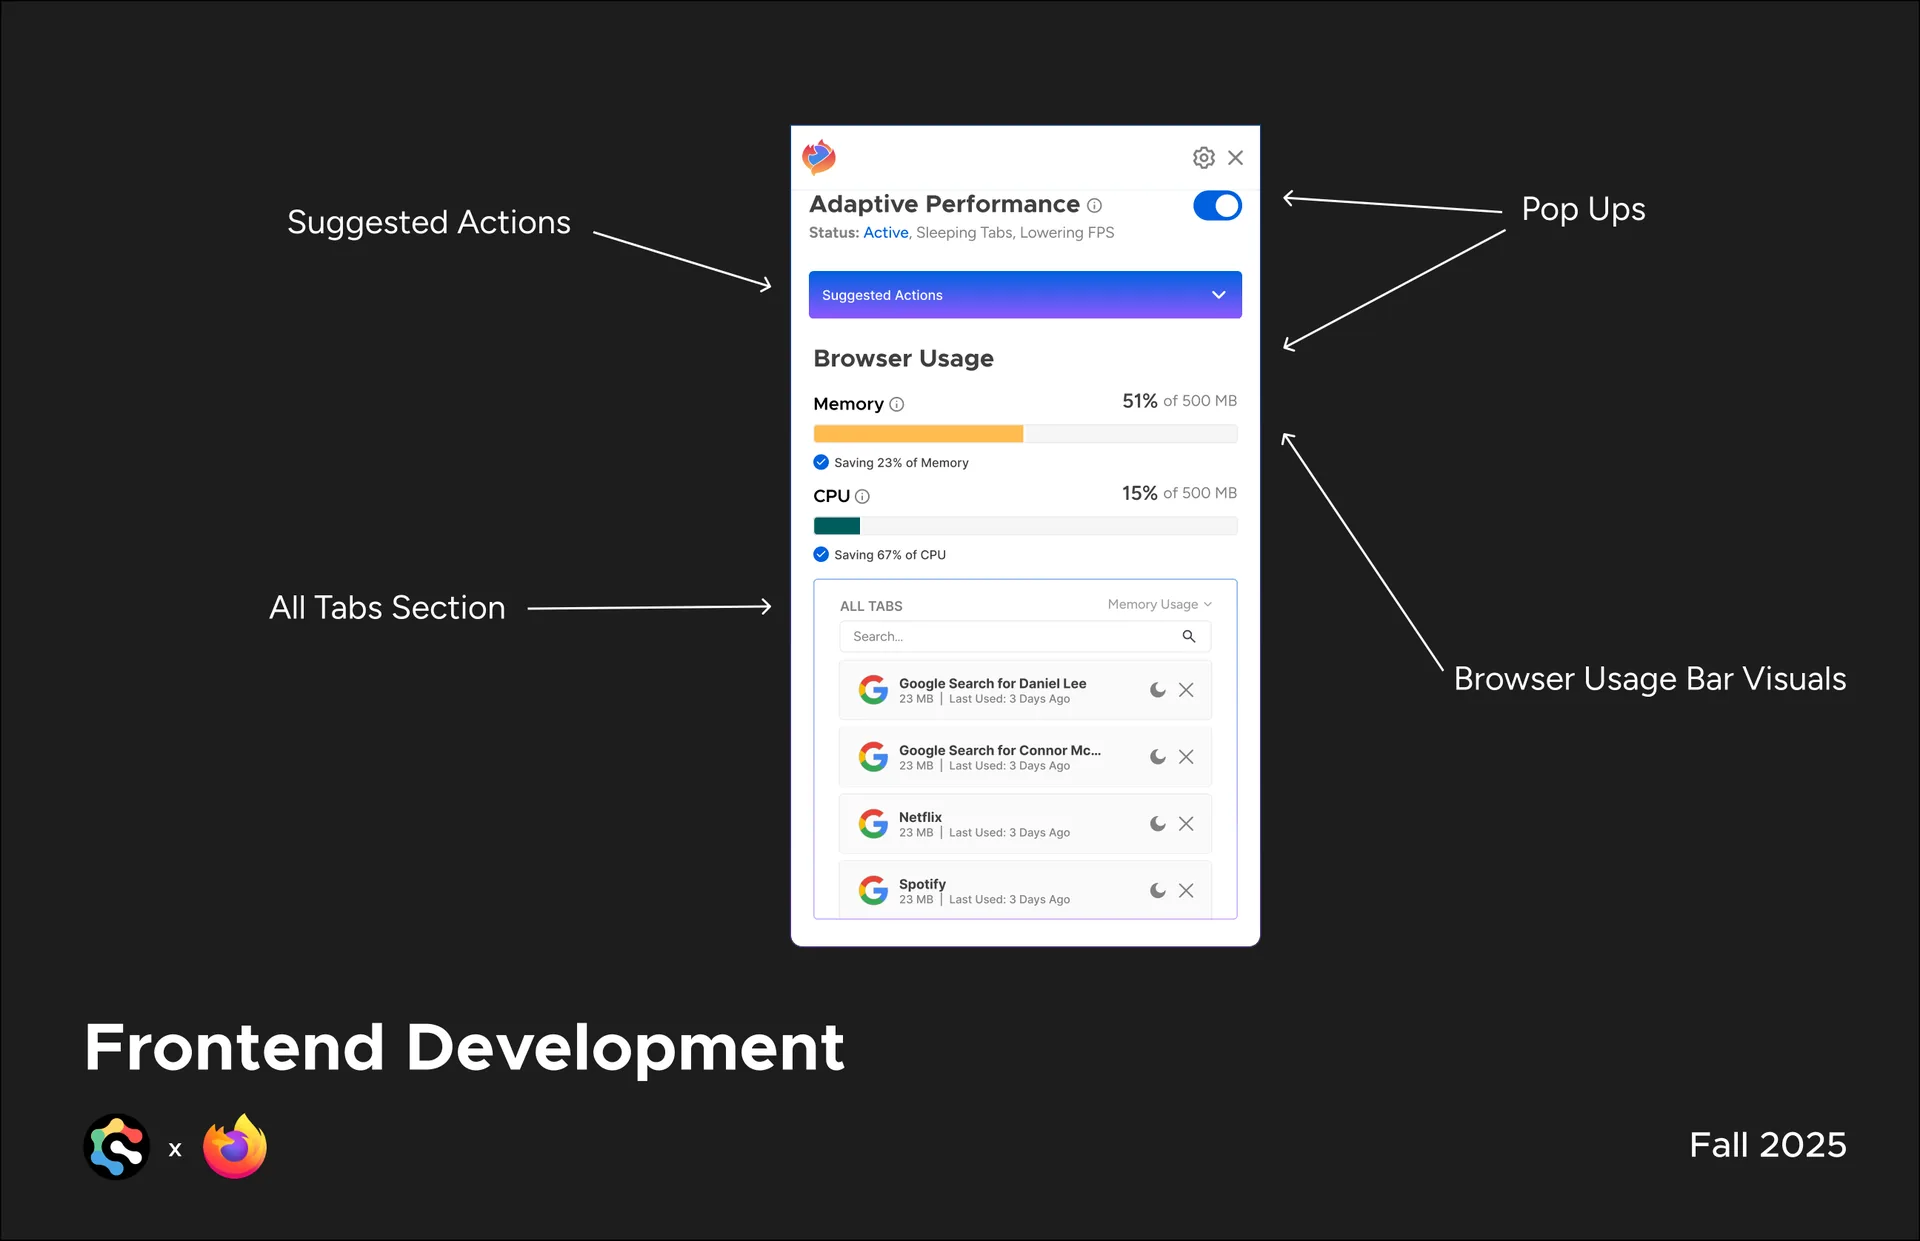 Suggested Actions
Pop Ups
Adaptive Performance
Status: Active, Sleeping Tabs, Lowering FPS
Suggested Actions
Browser Usage
Memory
51% of 500 MB
Saving 23% of Memory
CPU
15% of 500 MB
Saving 67% of CPU
All Tabs Section
ALL TABS
Memory Usage
Search...
Google Search for Daniel Lee
23 MB | Last Used: 3 Days Ago
Google Search for Connor Mc...
23 MB | Last Used: 3 Days Ago
Netflix
23 MB | Last Used: 3 Days Ago
Spotify
23 MB | Last Used: 3 Days Ago
Browser Usage Bar Visuals
Frontend Development
x
Fall 2025